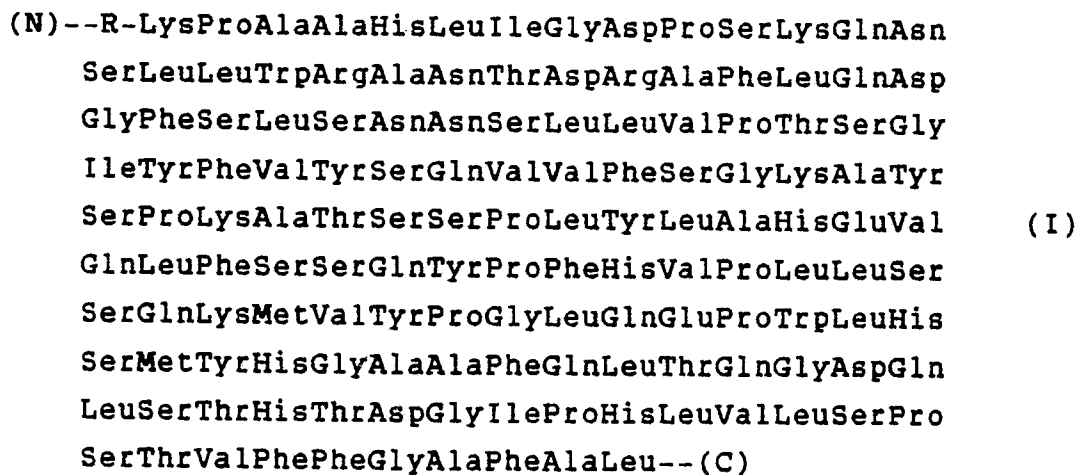 (N)--R-LysProAlaAlaHisLeuIleGlyAspProSerLysGlnAsn
SerLeuLeuTrpArgAlaAsnThrAspArgAlaPheLeuGlnAsp
GlyPheSerLeuSerAsnAsnSerLeuLeuValProThrSerGly
IleTyrPheValTyrSerGlnValValPheSerGlyLysAlaTyr
SerProLysAlaThrSerSerProLeuTyrLeuAlaHisGluVal (I)
GlnLeuPheSerSerGlnTyrProPheHisValProLeuLeuSer
SerGlnLysMetValTyrProGlyLeuGlnGluProTrpLeuHis
SerMetTyrHisGlyAlaAlaPheGlnLeuThrGlnGlyAspGln
LeuSerThrHisThrAspGlyIleProHisLeuValLeuSerPro
SerThrValPhePheGlyAlaPheAlaLeu--(C)